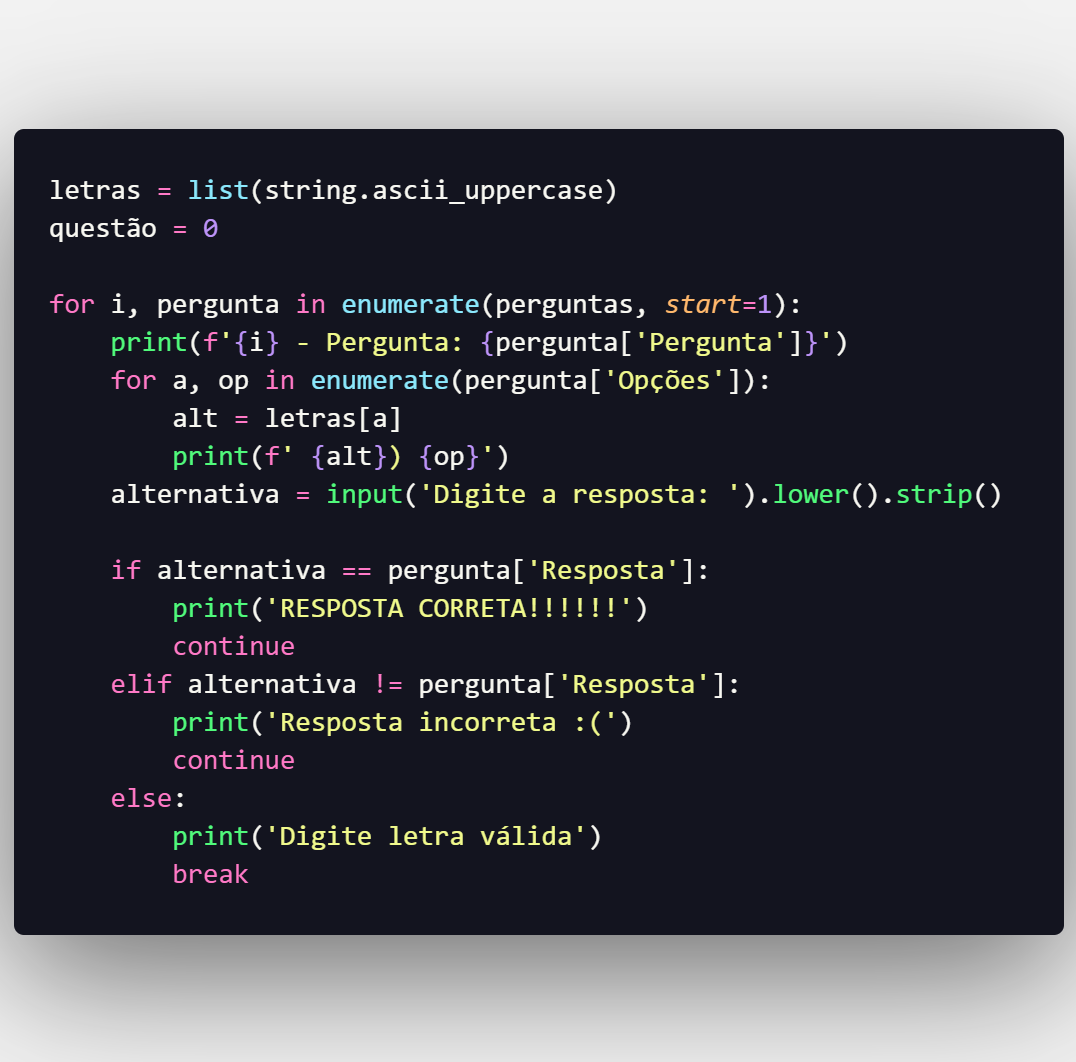 letras = list(string.ascii_uppercase)
questão = 0

for i, pergunta in enumerate(perguntas, start=1):
    print(f'{i} - Pergunta: {pergunta['Pergunta']}')
    for a, op in enumerate(pergunta['Opções']):
        alt = letras[a]
        print(f' {alt}) {op}')
    alternativa = input('Digite a resposta: ').lower().strip()

    if alternativa == pergunta['Resposta']:
        print('RESPOSTA CORRETA!!!!!!')
        continue
    elif alternativa != pergunta['Resposta']:
        print('Resposta incorreta :(')
        continue
    else:
        print('Digite letra válida')
        break